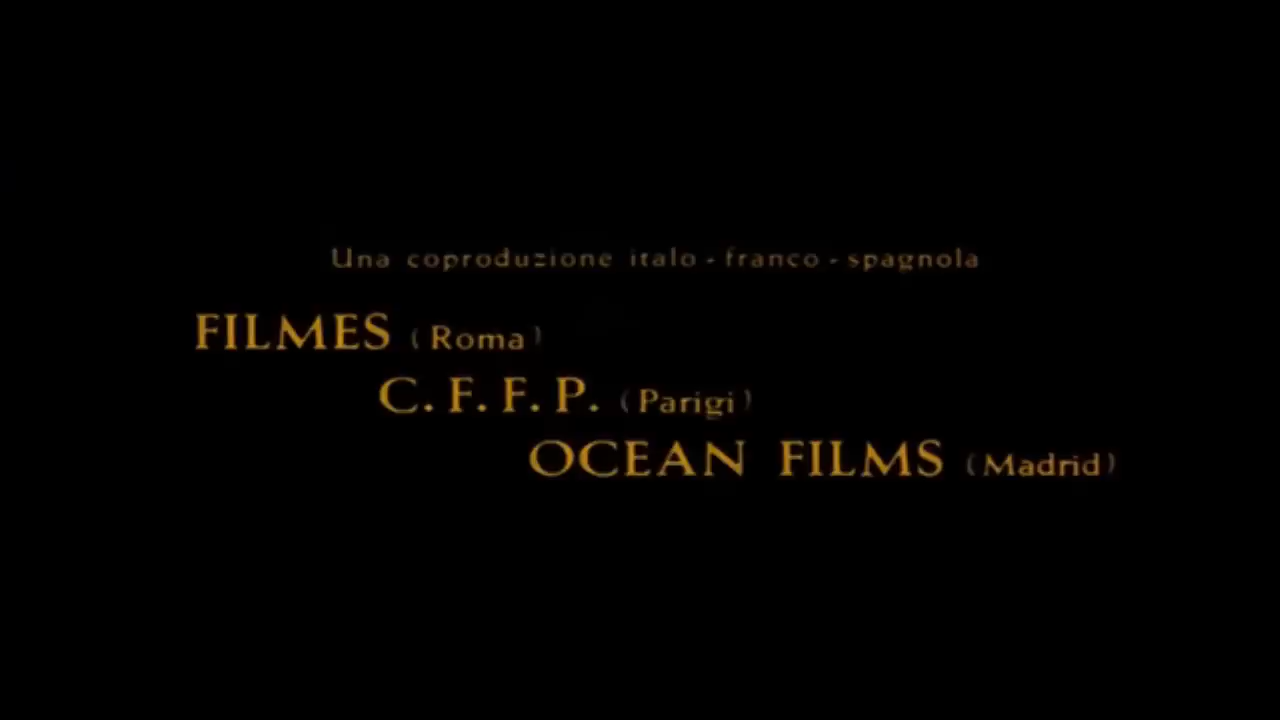 Una coproduzione italo-franco-spagnola
FILMES (Roma)
C. F. F. P. (Parigi)
OCEAN FILMS (Madrid)